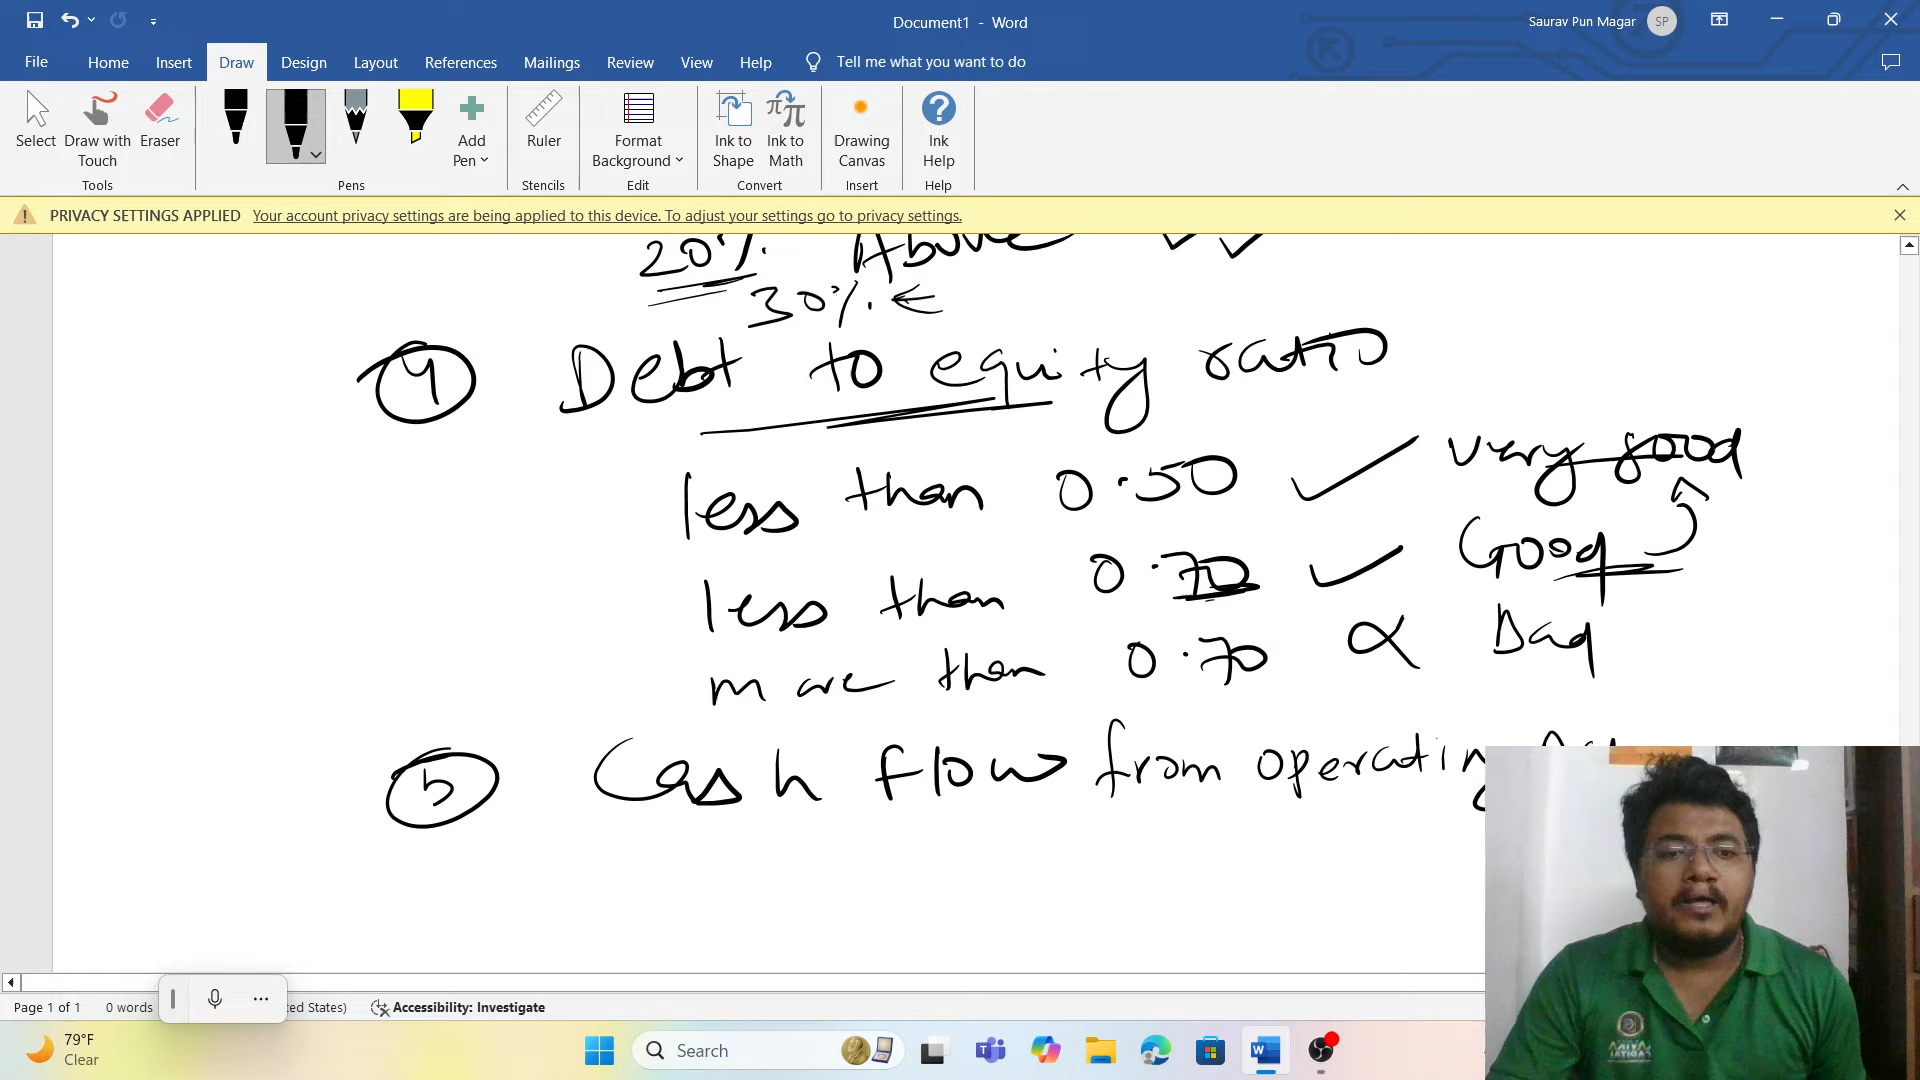 Document1 - Word
Saurav Pun Magar SP
File Home Insert Draw Design Layout References Mailings Review View Help Tell me what you want to do
Select Draw with Touch Eraser Add Pen Ruler Format Background Ink to Shape Ink to Math Drawing Canvas Ink Help
Tools Pens Stencils Edit Convert Insert Help
PRIVACY SETTINGS APPLIED Your account privacy settings are being applied to this device. To adjust your settings go to privacy settings.
20% Above
30% ←
4 Debt to equity ratio
less than 0.50 ✓ very good
less than 0.70 ✓ Good
more than 0.70 Bad
5 Cash flow from operating
Page 1 of 1 0 words ted States) Accessibility: Investigate
79°F
Clear
Search